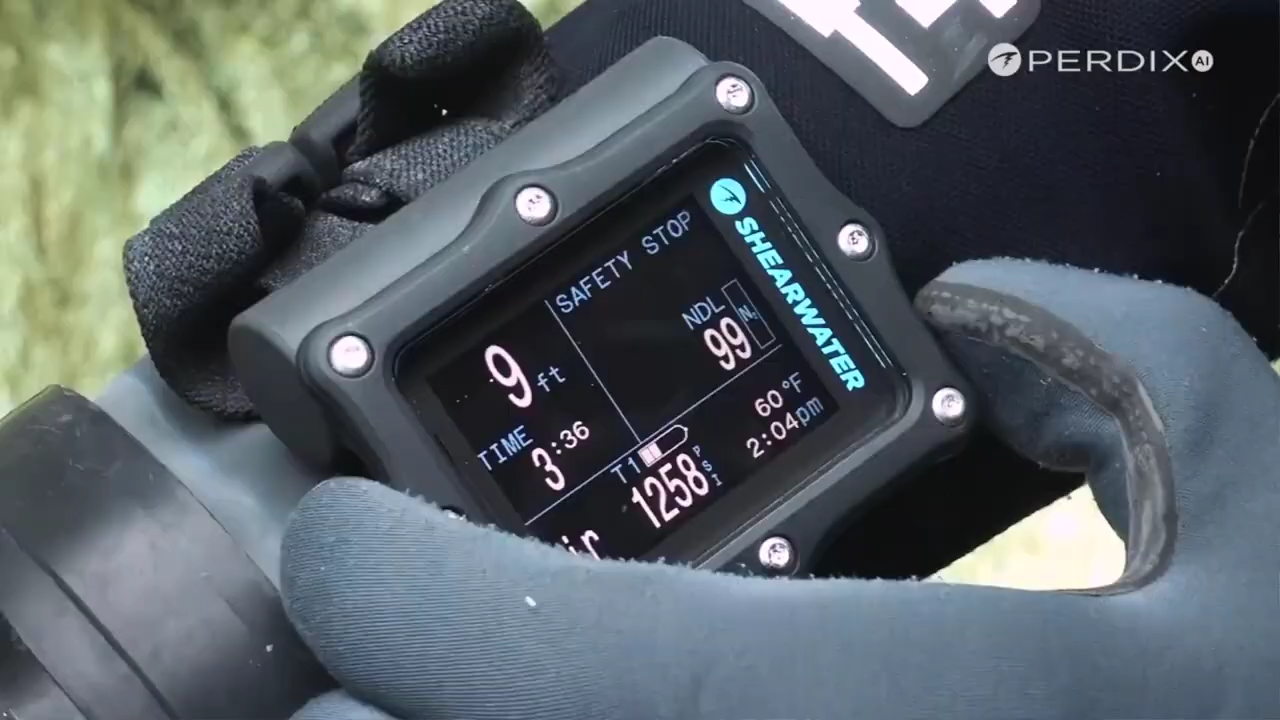 PERDIX AI
SHEARWATER
SAFETY STOP
9 ft
NDL
99
N₂
TIME
3:36
T1
1258 PSI
60°F
2:04pm